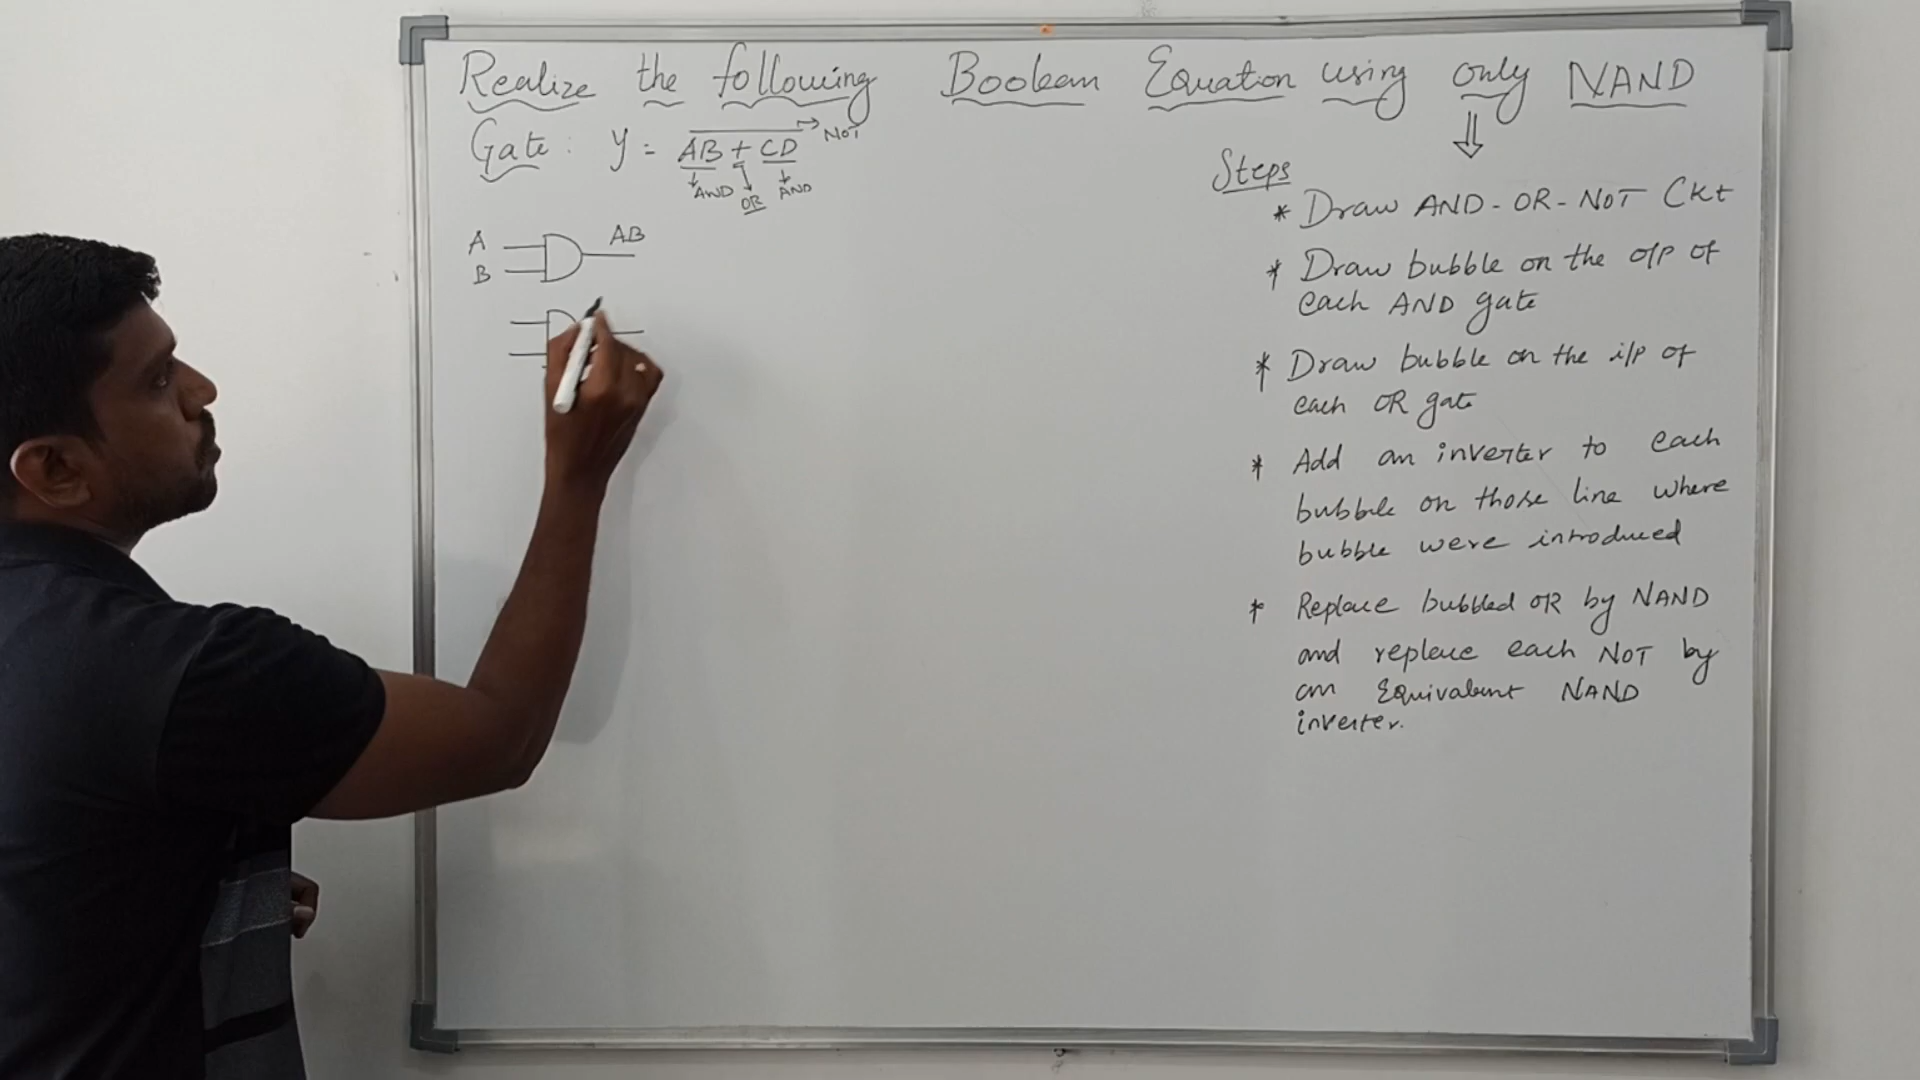 Realize the following Boolean Equation using only NAND
Gate: Y = \overline{AB + CD} → NOT
↓AND ↓OR ↓AND
⇓
Steps
* Draw AND-OR-NOT Ckt
* Draw bubble on the o/p of
each AND gate
* Draw bubble on the i/p of
each OR gate
* Add an inverter to each
bubble on those line where
bubble were introduced
* Replace bubbled OR by NAND
and replace each NOT by
an Equivalent NAND
inverter.
A
B
AB